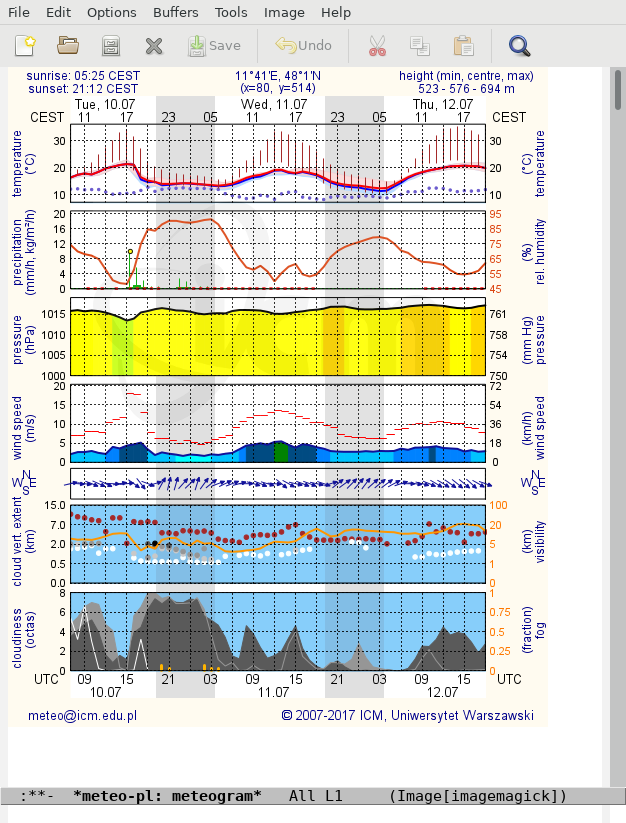 File Edit Options Buffers Tools Image Help
Save Undo
sunrise: 05:25 CEST 11°41'E, 48°1'N height (min, centre, max)
sunset: 21:12 CEST (x=80, y=514) 523 - 576 - 694 m
Tue, 10.07 Wed, 11.07 Thu, 12.07
CEST 11 17 23 05 11 17 23 05 11 17 CEST
temperature
(°C)
30 30
20 20
10 10
(°C)
temperature
precipitation
(mm/h, kg/m²/h)
20 95
16 85
12 75
8 65
4 55
0 45
(%)
rel. humidity
pressure
(hPa)
1015 761
1010 758
1005 754
1000 750
(mm Hg)
pressure
wind speed
(m/s)
20 72
15 54
10 36
5 18
0 0
(km/h)
wind speed
N N
W E W E
S S
cloud vert. extent
(km)
15.0 100
7.0 20
2.0 5
0.5 1
0.0 0
(km)
visibility
cloudiness
(octas)
8 1
6 0.75
4 0.5
2 0.25
0 0
(fraction)
fog
UTC 09 15 21 03 09 15 21 03 09 15 UTC
10.07 11.07 12.07
meteo@icm.edu.pl © 2007-2017 ICM, Uniwersytet Warszawski
:**- *meteo-pl: meteogram* All L1 (Image[imagemagick])